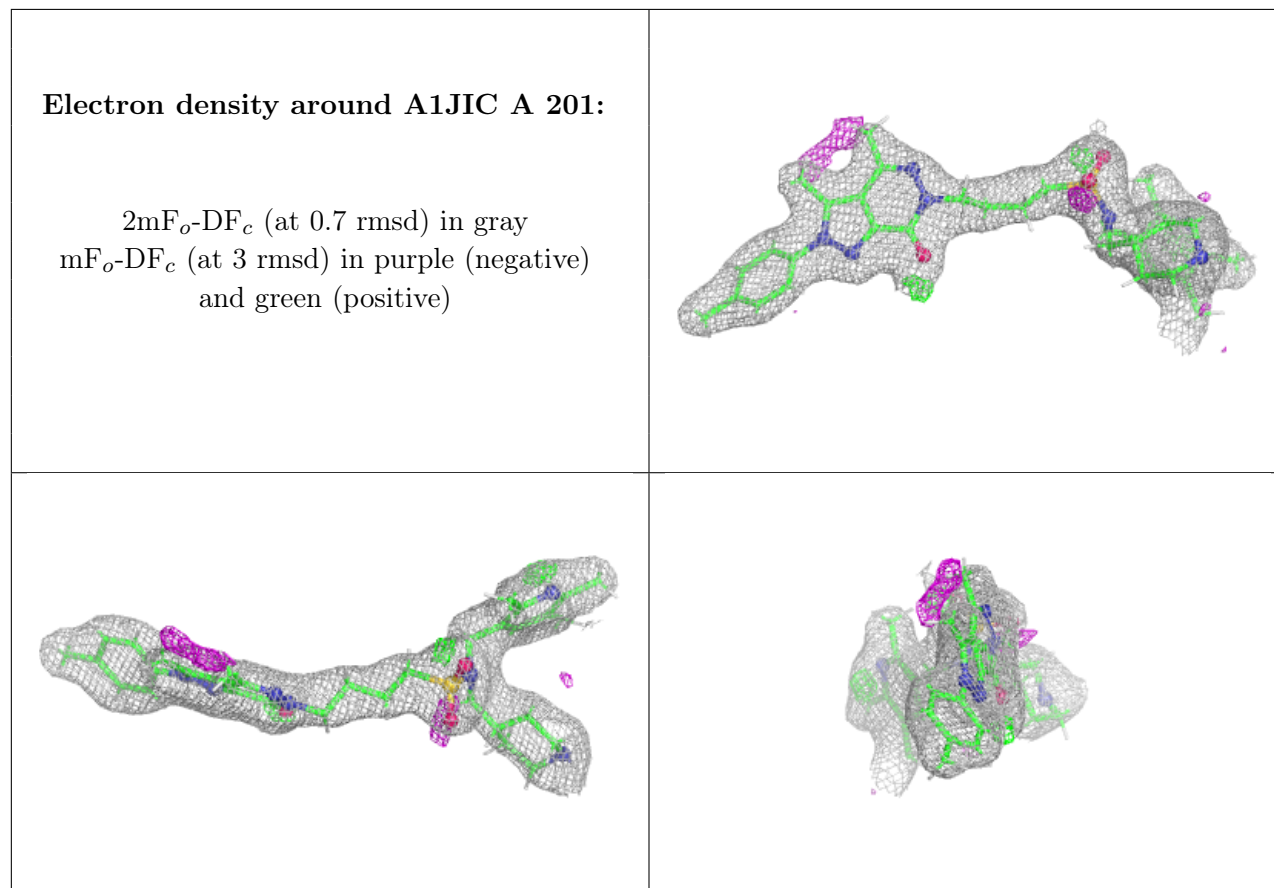 Electron density around A1JIC A 201:
2mFo-DFc (at 0.7 rmsd) in gray
mFo-DFc (at 3 rmsd) in purple (negative)
and green (positive)